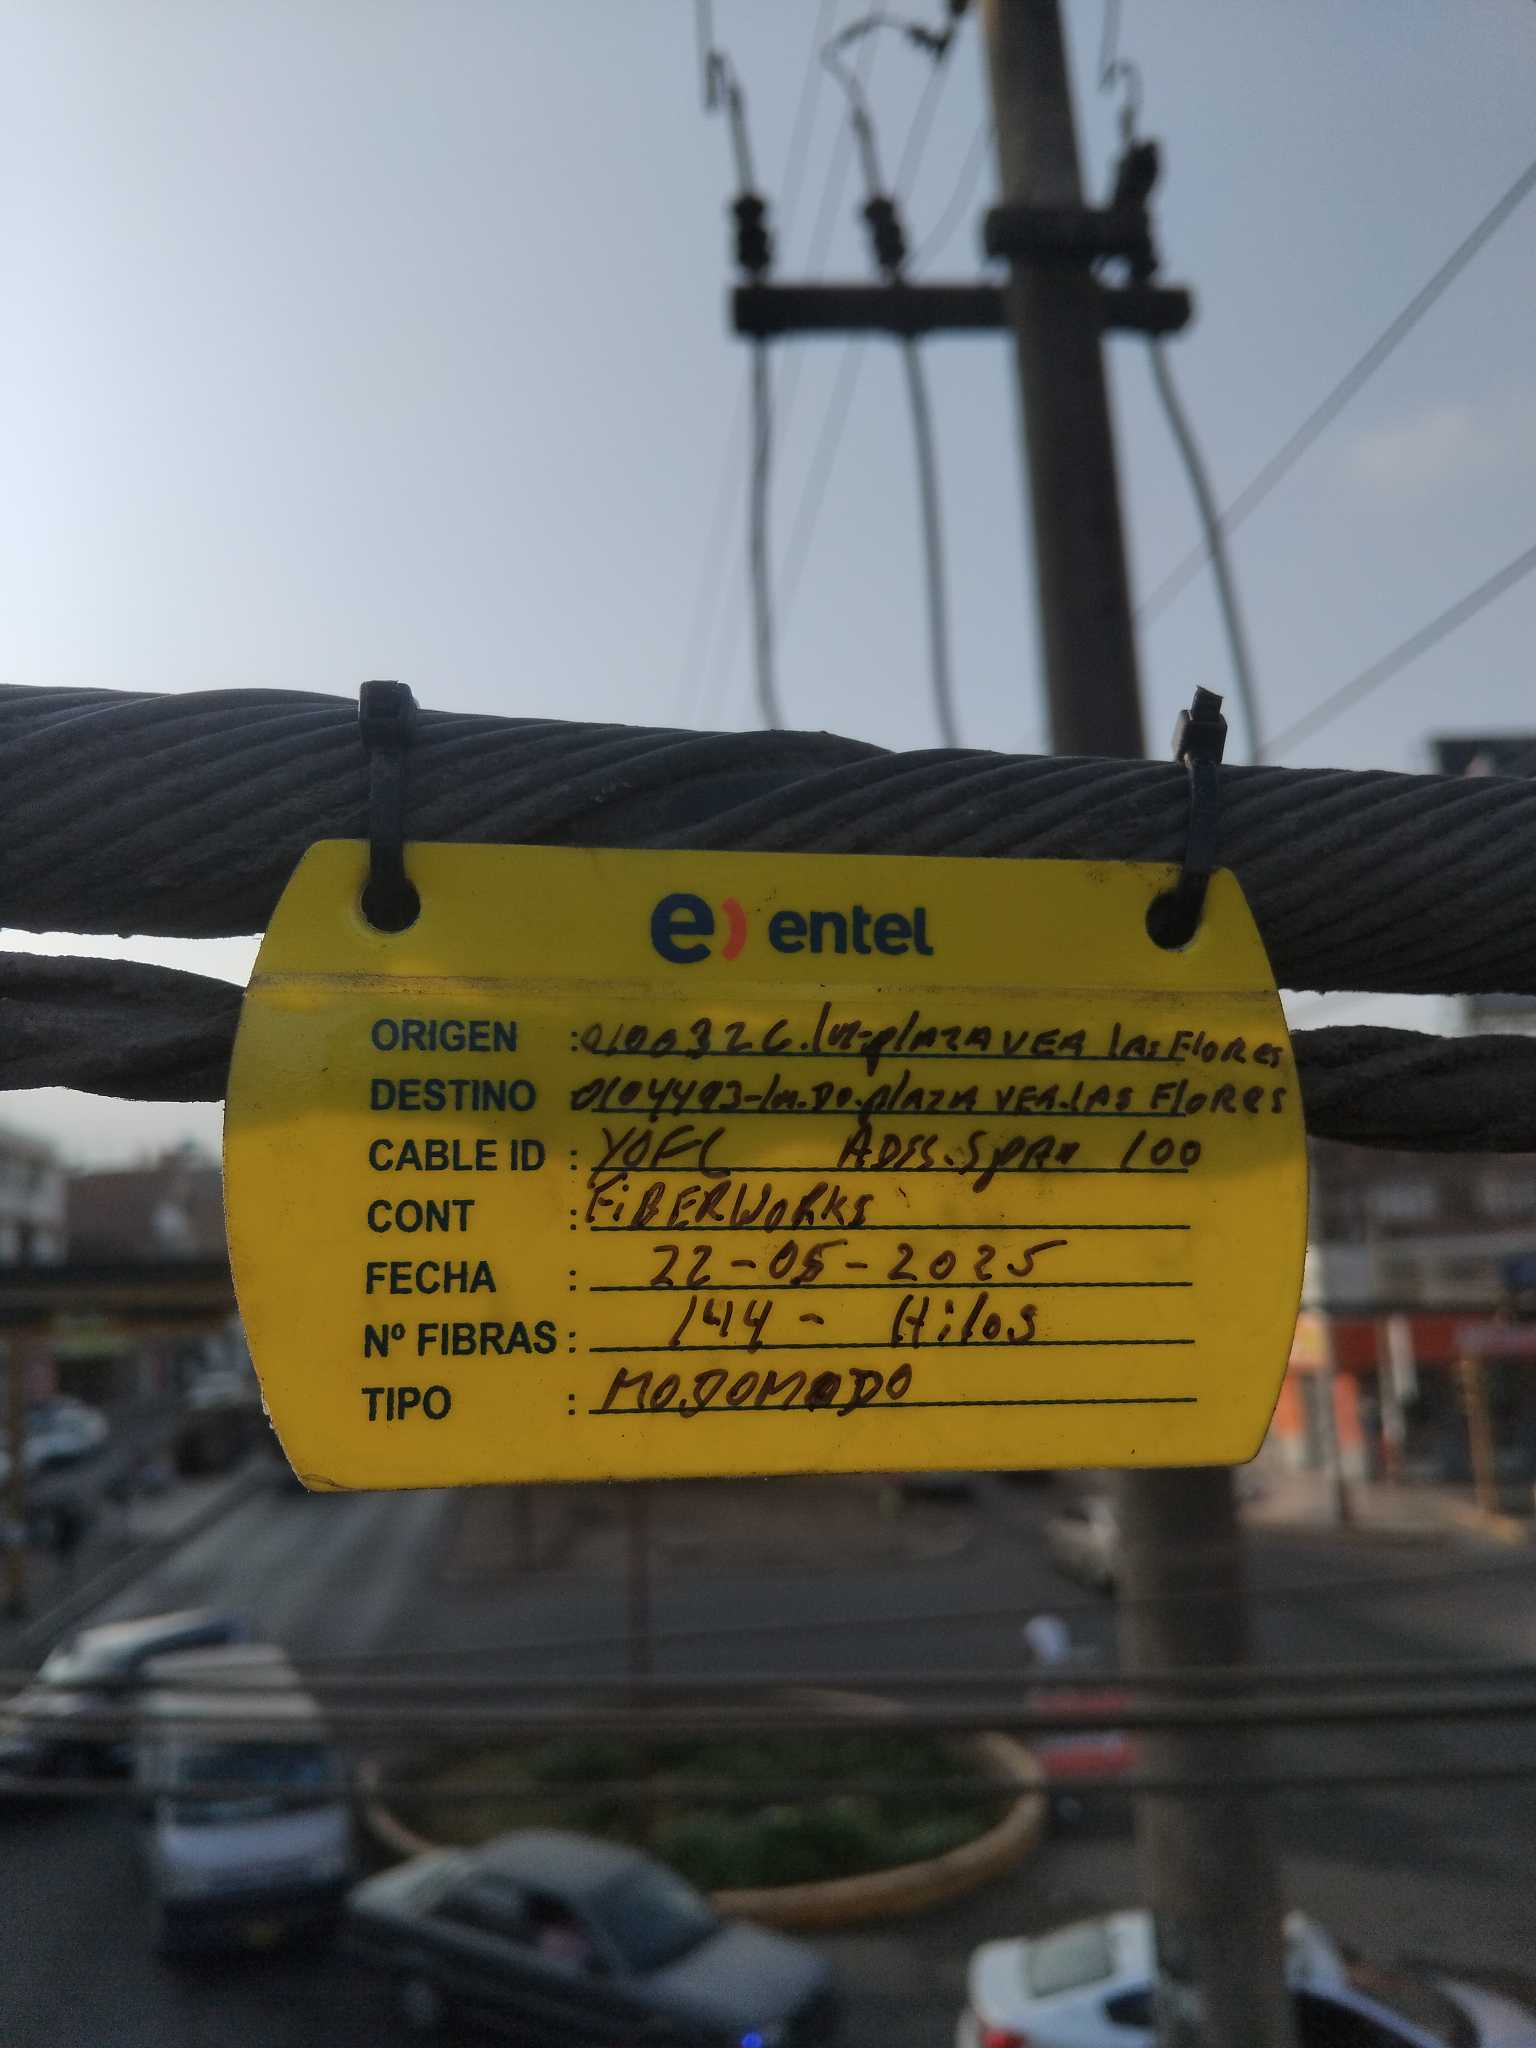 e) entel
ORIGEN : 0100326.lm-plaza VEA lAs FloREs
DESTINO 0104493-lm.DO.plAZA VEA.lAS FloRes
CABLE ID : YOFC ADSS.SpAn 100
CONT : FiBERWORKS
FECHA : 22-05-2025
Nº FIBRAS : 144 - Hilos
TIPO : MOJOMODO